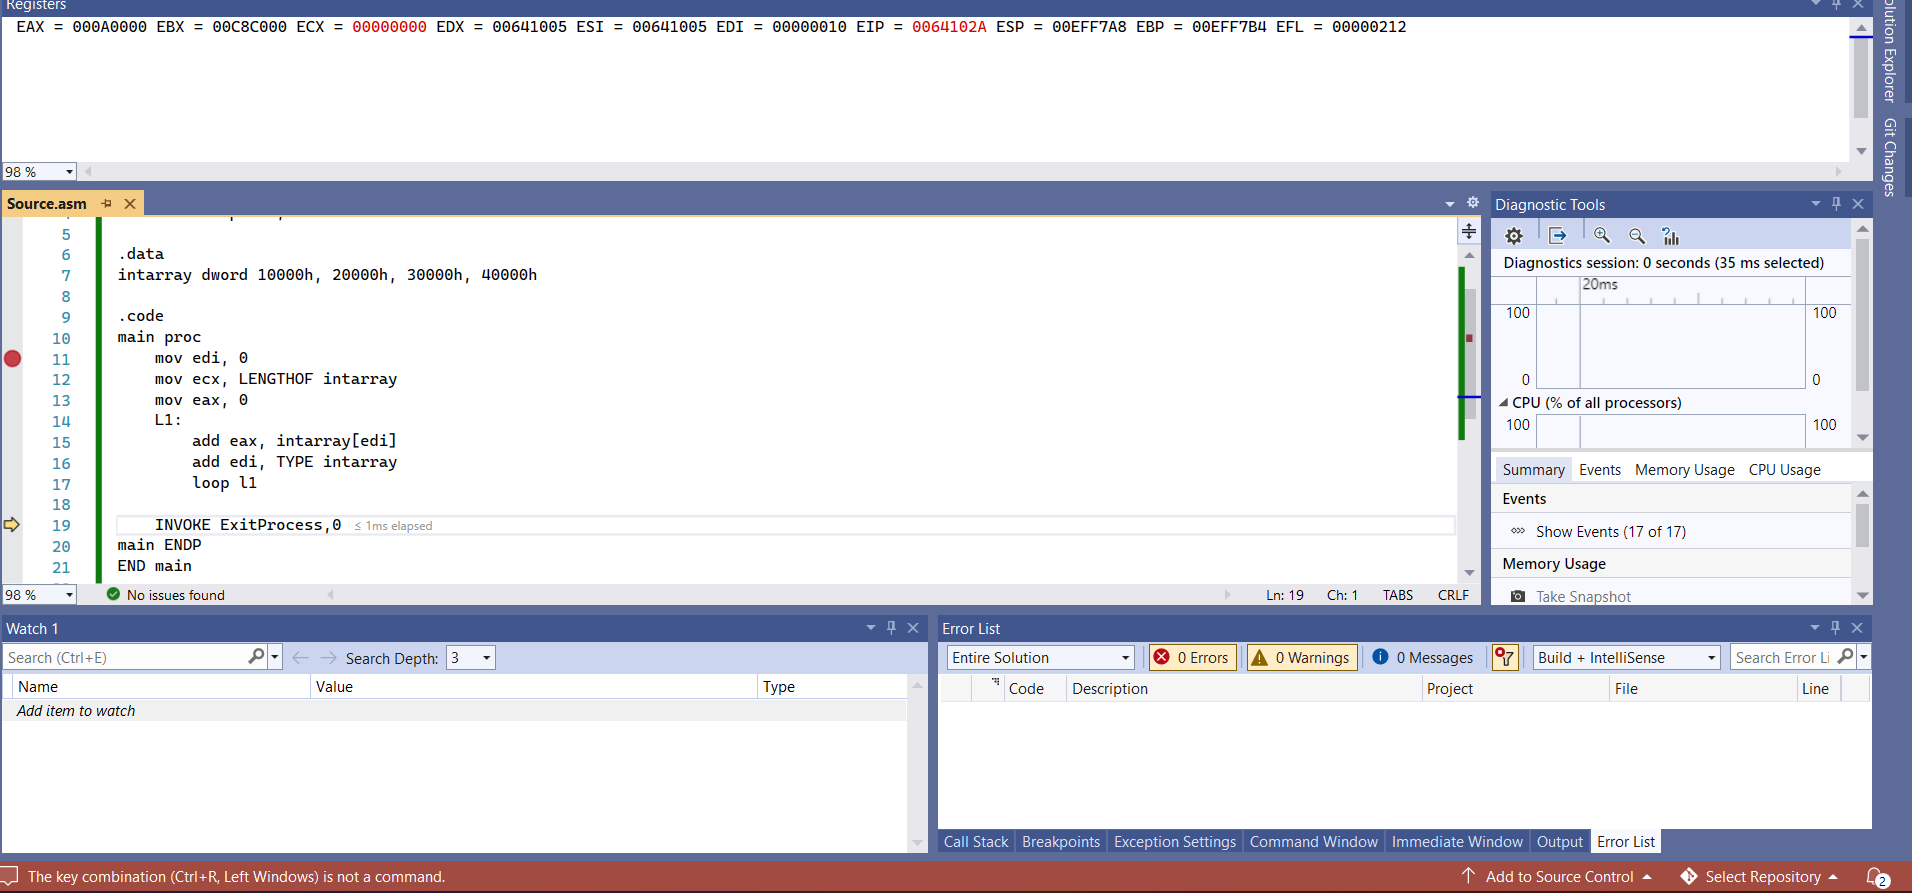 Registers
EAX = 000A0000 EBX = 00C8C000 ECX = 00000000 EDX = 00641005 ESI = 00641005 EDI = 00000010 EIP = 0064102A ESP = 00EFF7A8 EBP = 00EFF7B4 EFL = 00000212
Solution Explorer
Git Changes
98 %
Source.asm
5
6 .data
7 intarray dword 10000h, 20000h, 30000h, 40000h
8
9 .code
10 main proc
11 mov edi, 0
12 mov ecx, LENGTHOF intarray
13 mov eax, 0
14 L1:
15 add eax, intarray[edi]
16 add edi, TYPE intarray
17 loop l1
18
19 INVOKE ExitProcess,0 ≤ 1ms elapsed
20 main ENDP
21 END main
98 % No issues found Ln: 19 Ch: 1 TABS CRLF
Diagnostic Tools
Diagnostics session: 0 seconds (35 ms selected)
20ms
100 100
0 0
CPU (% of all processors)
100 100
Summary Events Memory Usage CPU Usage
Events
Show Events (17 of 17)
Memory Usage
Take Snapshot
Watch 1
Search (Ctrl+E) Search Depth: 3
Name Value Type
Add item to watch
Error List
Entire Solution 0 Errors 0 Warnings 0 Messages Build + IntelliSense Search Error Li
Code Description Project File Line
Call Stack Breakpoints Exception Settings Command Window Immediate Window Output Error List
The key combination (Ctrl+R, Left Windows) is not a command. Add to Source Control Select Repository 2